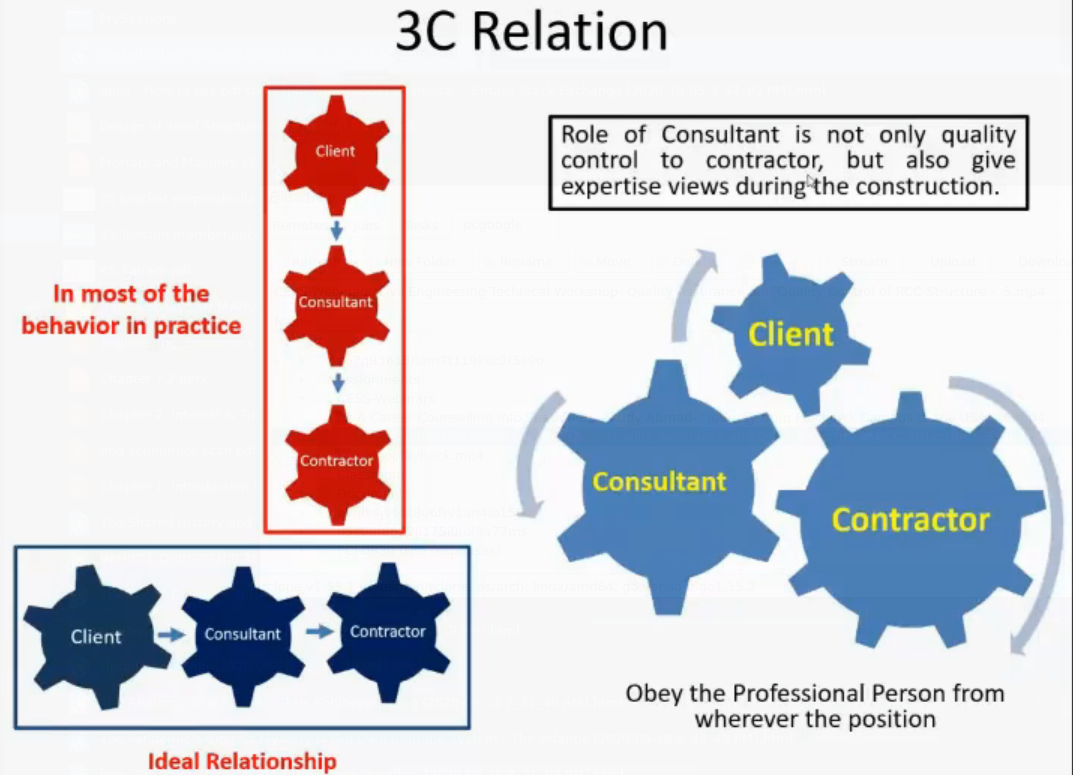 3C Relation
Client
Consultant
Contractor
In most of the
behavior in practice
Role of Consultant is not only quality
control to contractor, but also give
expertise views during the construction.
Client
Consultant
Contractor
Client
Consultant
Contractor
Ideal Relationship
Obey the Professional Person from
wherever the position